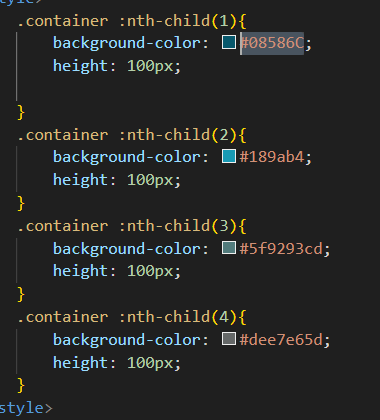 style>
.container :nth-child(1){
background-color: #08586C;
height: 100px;
}
.container :nth-child(2){
background-color: #189ab4;
height: 100px;
}
.container :nth-child(3){
background-color: #5f9293cd;
height: 100px;
}
.container :nth-child(4){
background-color: #dee7e65d;
height: 100px;
}
style>